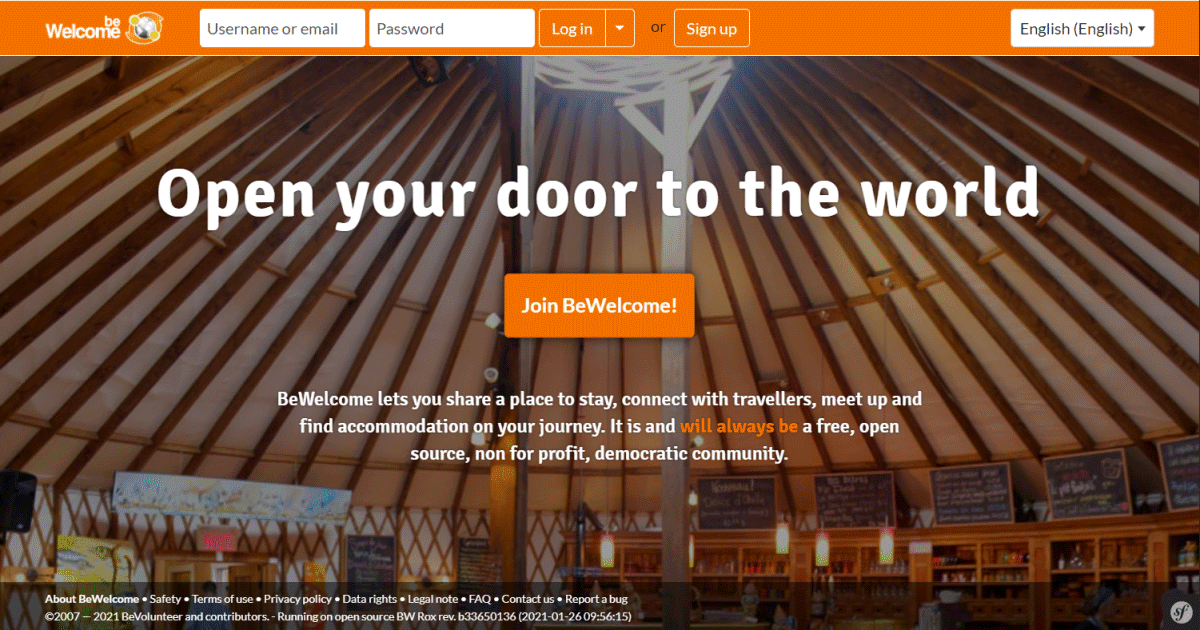 be
Welcome
Username or email
Password
Log in
or
Sign up
English (English)
Open your door to the world
Join BeWelcome!
BeWelcome lets you share a place to stay, connect with travellers, meet up and
find accommodation on your journey. It is and will always be a free, open
source, non for profit, democratic community.
About BeWelcome • Safety • Terms of use • Privacy policy • Data rights • Legal note • FAQ • Contact us • Report a bug
©2007 — 2021 BeVolunteer and contributors. - Running on open source BW Rox rev. b33650136 (2021-01-26 09:56:15)
sf